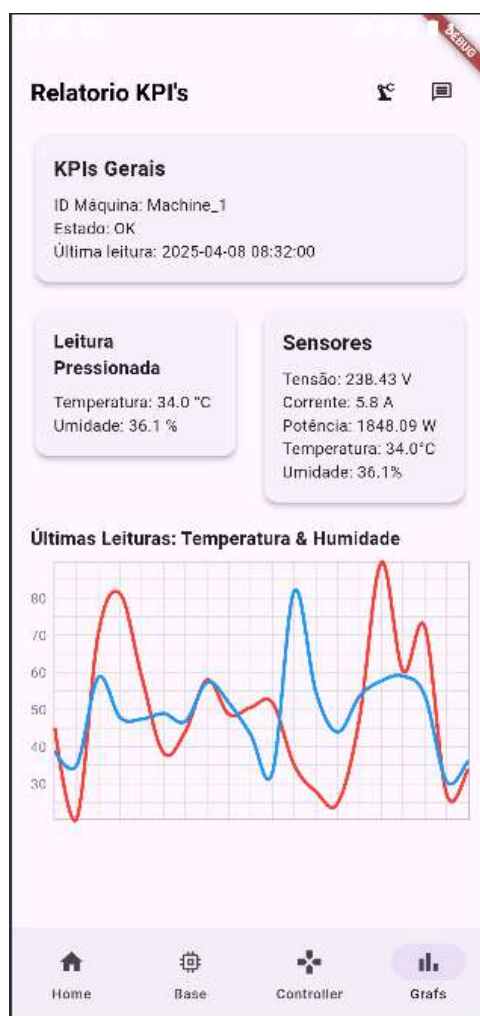 DEBUG
Relatorio KPI's
KPIs Gerais
ID Máquina: Machine_1
Estado: OK
Última leitura: 2025-04-08 08:32:00
Leitura
Pressionada
Temperatura: 34.0 °C
Umidade: 36.1 %
Sensores
Tensão: 238.43 V
Corrente: 5.8 A
Potência: 1848.09 W
Temperatura: 34.0°C
Umidade: 36.1%
Últimas Leituras: Temperatura & Humidade
80
70
60
50
40
30
Home
Base
Controller
Grafs